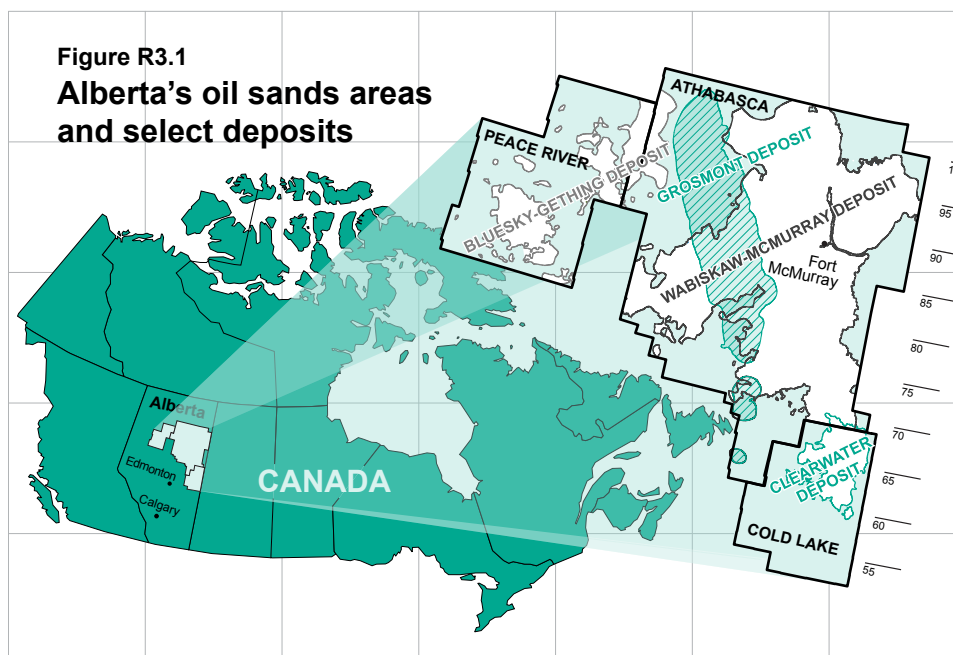 Figure R3.1
Alberta's oil sands areas
and select deposits
ATHABASCA
PEACE RIVER
GROSMONT DEPOSIT
BLUESKY-GETHING DEPOSIT
WABISKAW-MCMURRAY DEPOSIT
Fort
McMurray
95
90
85
80
75
70
65
60
55
CLEARWATER
DEPOSIT
COLD LAKE
Alberta
Edmonton
Calgary
CANADA